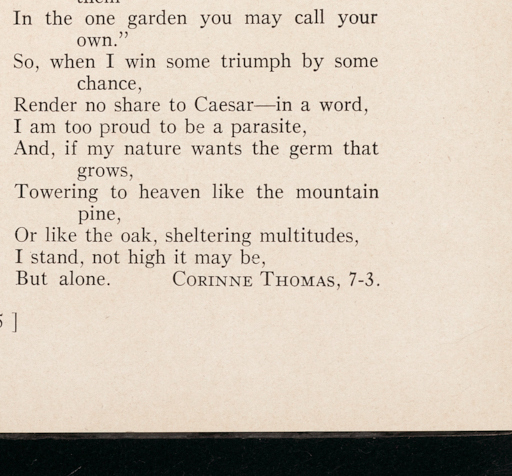 In the one garden you may call your
own.”
So, when I win some triumph by some
chance,
Render no share to Caesar—in a word,
I am too proud to be a parasite,
And, if my nature wants the germ that
grows,
Towering to heaven like the mountain
pine,
Or like the oak, sheltering multitudes,
I stand, not high it may be,
But alone. Corinne Thomas, 7-3.
]